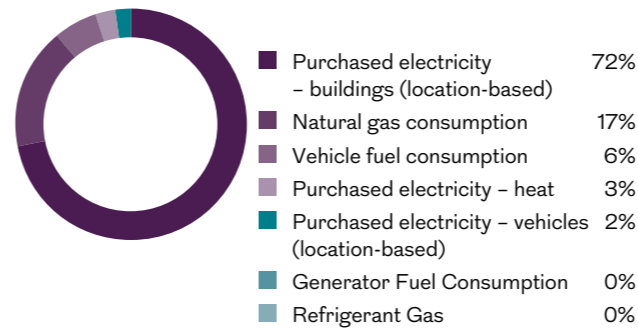 Purchased electricity 72%
– buildings (location-based)
Natural gas consumption 17%
Vehicle fuel consumption 6%
Purchased electricity – heat 3%
Purchased electricity – vehicles 2%
(location-based)
Generator Fuel Consumption 0%
Refrigerant Gas 0%